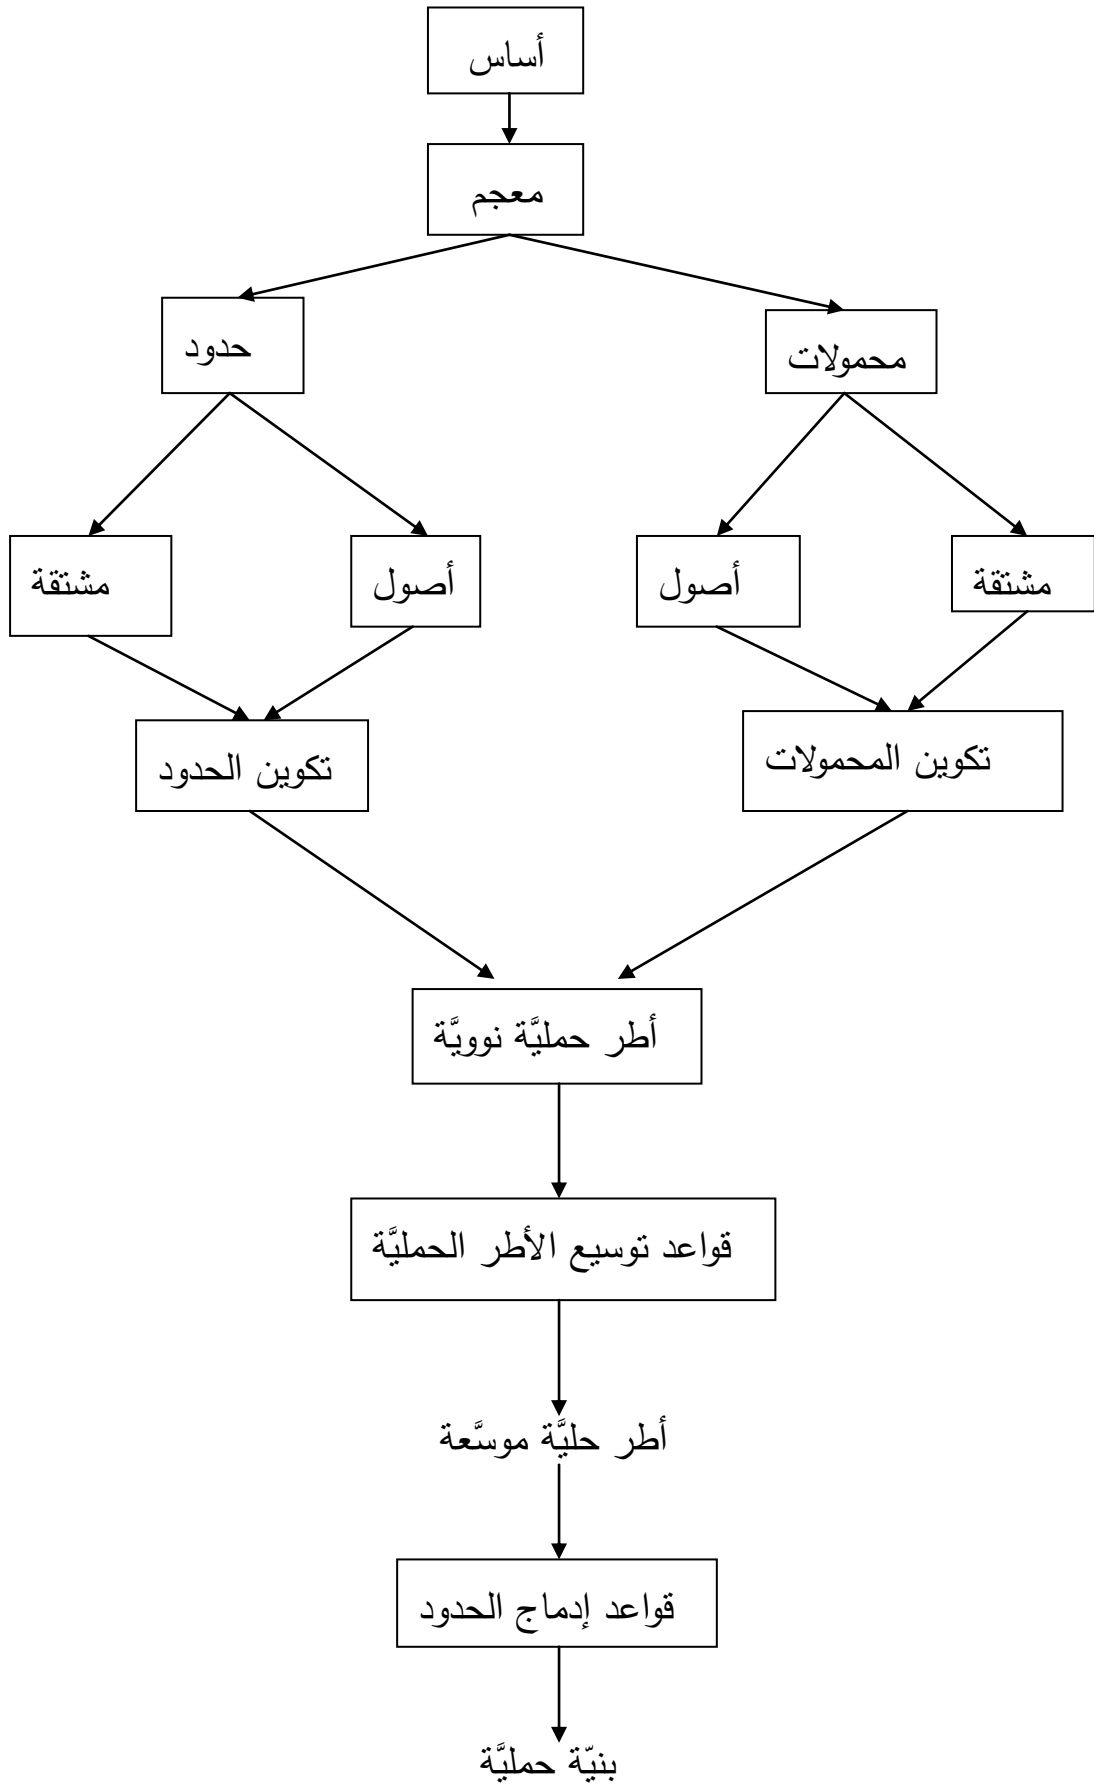 أساس
معجم
محمولات
حدود
مشتقة
أصول
أصول
مشتقة
تكوين المحمولات
تكوين الحدود
أطر حمليَّة نوويَّة
قواعد توسيع الأطر الحمليَّة
أطر حليَّة موسَّعة
قواعد إدماج الحدود
بنيّة حمليَّة